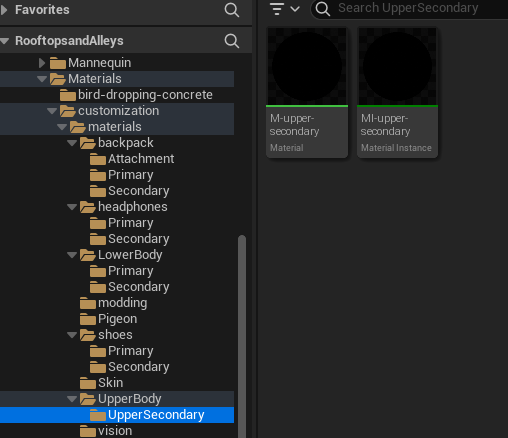 Favorites
Search UpperSecondary
RooftopsandAlleys
Mannequin
Materials
bird-dropping-concrete
customization
materials
backpack
Attachment
Primary
Secondary
headphones
Primary
Secondary
LowerBody
Primary
Secondary
modding
Pigeon
shoes
Primary
Secondary
Skin
UpperBody
UpperSecondary
vision
M-upper-
secondary
Material
MI-upper-
secondary
Material Instance